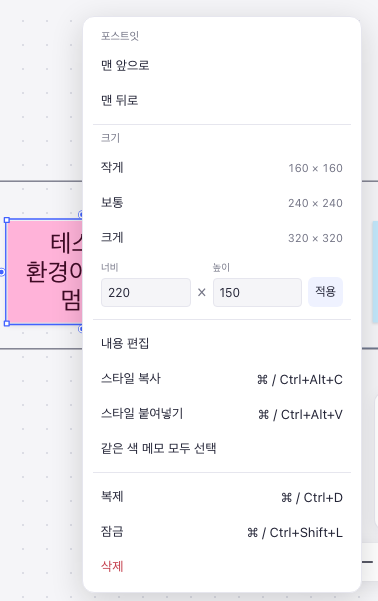 포스트잇
맨 앞으로
맨 뒤로
크기
작게 160 × 160
보통 240 × 240
크게 320 × 320
너비 높이
220 × 150 적용
내용 편집
스타일 복사 ⌘ / Ctrl+Alt+C
스타일 붙여넣기 ⌘ / Ctrl+Alt+V
같은 색 메모 모두 선택
복제 ⌘ / Ctrl+D
잠금 ⌘ / Ctrl+Shift+L
삭제